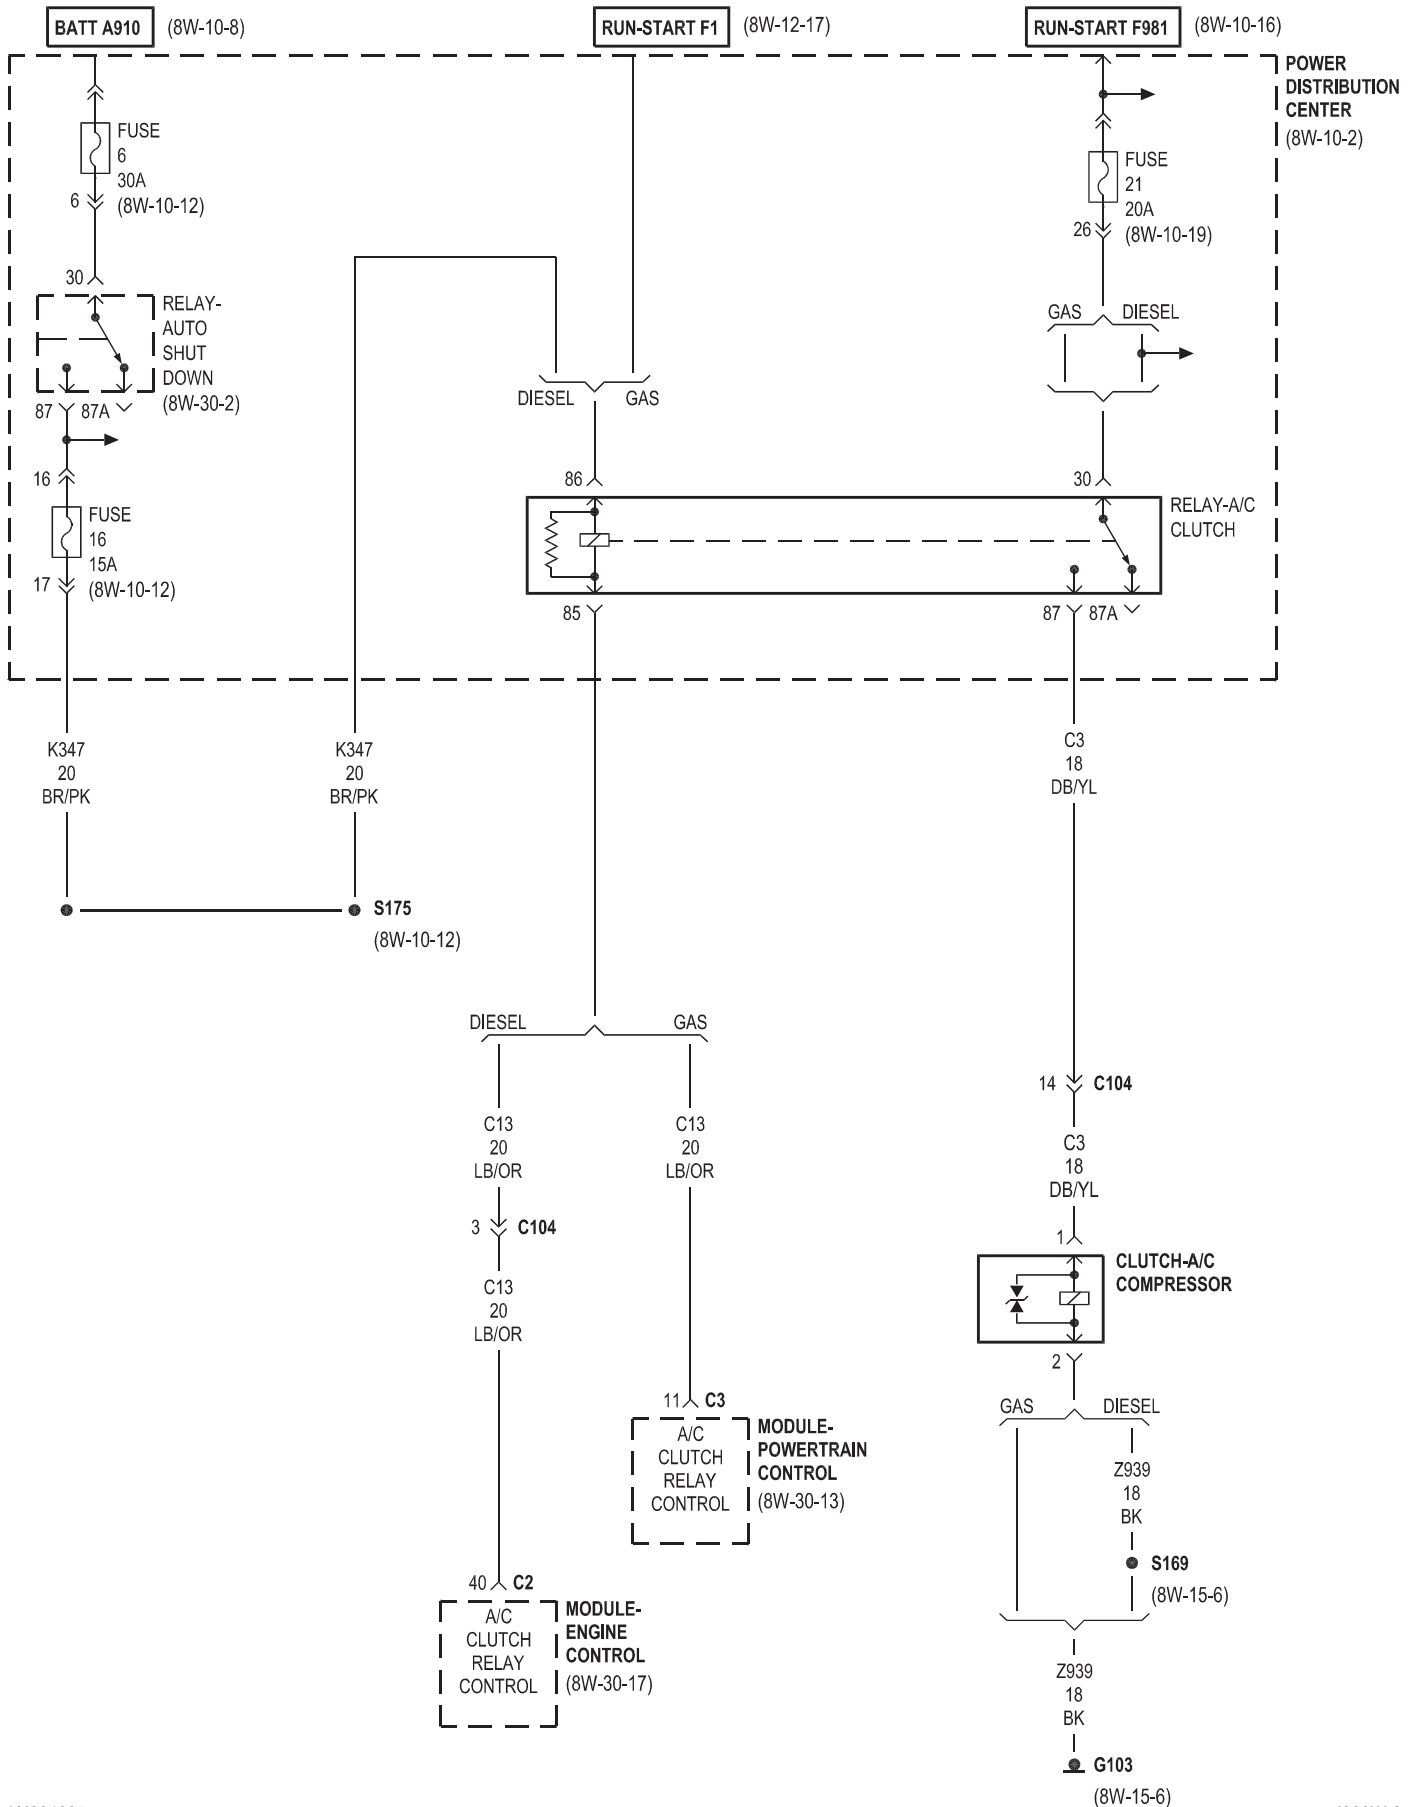 BATT A910 (8W-10-8)
RUN-START F1 (8W-12-17)
RUN-START F981 (8W-10-16)
POWER
DISTRIBUTION
CENTER
(8W-10-2)
FUSE
6
30A
(8W-10-12)
6
30
RELAY-
AUTO
SHUT
DOWN
(8W-30-2)
87 87A
16
FUSE
16
15A
(8W-10-12)
17
DIESEL GAS
FUSE
21
20A
(8W-10-19)
26
GAS DIESEL
86
30
RELAY-A/C
CLUTCH
85
87 87A
K347
20
BR/PK
K347
20
BR/PK
S175
(8W-10-12)
C3
18
DB/YL
DIESEL GAS
C13
20
LB/OR
C13
20
LB/OR
3 C104
C13
20
LB/OR
14 C104
C3
18
DB/YL
1
CLUTCH-A/C
COMPRESSOR
2
GAS DIESEL
11 C3
A/C
CLUTCH
RELAY
CONTROL
MODULE-
POWERTRAIN
CONTROL
(8W-30-13)
40 C2
A/C
CLUTCH
RELAY
CONTROL
MODULE-
ENGINE
CONTROL
(8W-30-17)
Z939
18
BK
S169
(8W-15-6)
Z939
18
BK
G103
(8W-15-6)